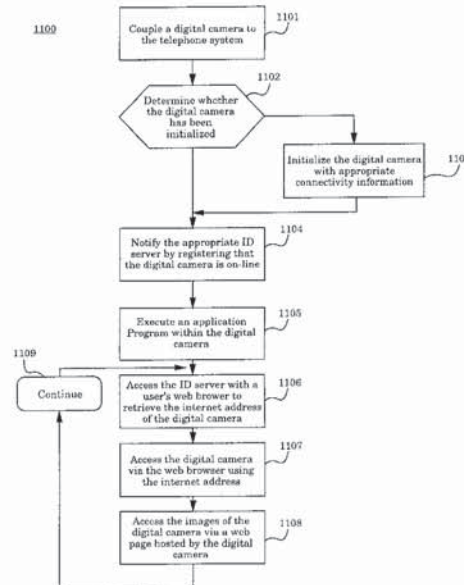 1100
1101
Couple a digital camera to
the telephone system
1102
Determine whether
the digital camera
has been
initialized
110
Initialize the digital camera
with appropriate
connectivity information
1104
Notify the appropriate ID
server by registering that
the digital camera is on-line
1105
Execute an application
Program within the digital
camera
1109
Continue
1106
Access the ID server with a
user's web brower to
retrieve the internet address
of the digital camera
1107
Access the digital camera
via the web browser using
the internet address
1108
Access the images of the
digital camera via a web
page hosted by the digital
camera